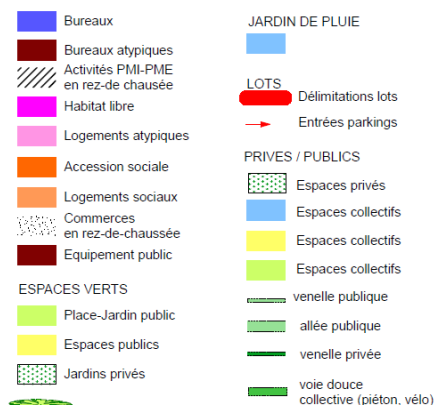 Bureaux
Bureaux atypiques
Activités PMI-PME
en rez-de chausée
Habitat libre
Logements atypiques
Accession sociale
Logements sociaux
Commerces
en rez-de-chaussée
Equipement public
ESPACES VERTS
Place-Jardin public
Espaces publics
Jardins privés
JARDIN DE PLUIE
LOTS
Délimitations lots
Entrées parkings
PRIVES / PUBLICS
Espaces privés
Espaces collectifs
Espaces collectifs
Espaces collectifs
venelle publique
allée publique
venelle privée
voie douce
collective (piéton, vélo)